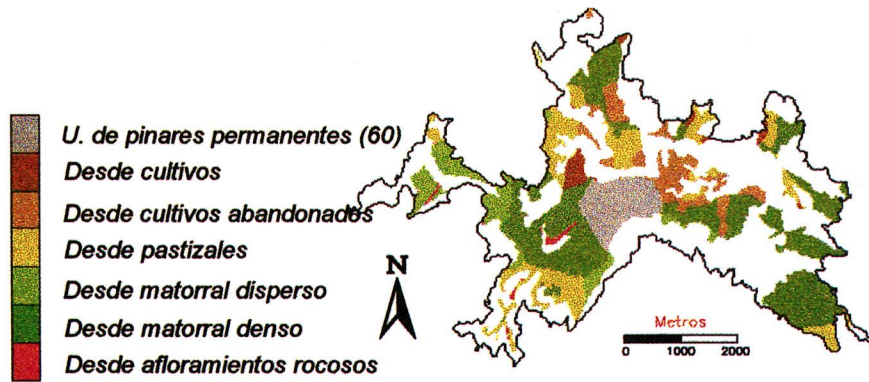 U. de pinares permanentes (60)
Desde cultivos
Desde cultivos abandonados
Desde pastizales
Desde matorral disperso
Desde matorral denso
Desde afloramientos rocosos
N
Metros
0 1000 2000